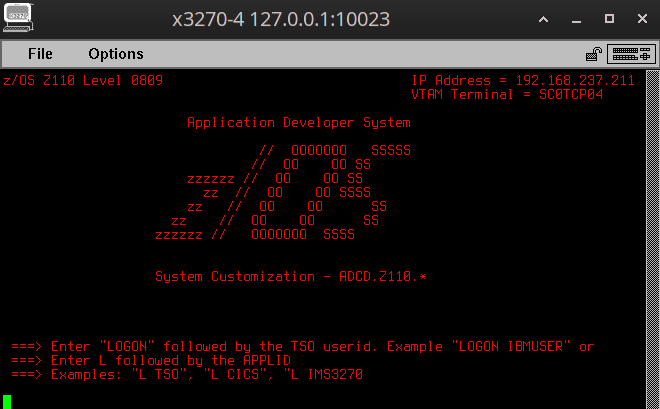 x3270-4 127.0.0.1:10023
File Options
z/OS Z110 Level 0809 IP Address = 192.168.237.211
VTAM Terminal = SC0TCP04
Application Developer System
// OOOOOOO SSSSS
// OO OO SS
zzzzzz // OO OO SS
zz // OO OO SSSS
zz // OO OO SS
zz // OO OO SS
zzzzzz // OOOOOOO SSSS
System Customization - ADCD.Z110.*
===> Enter "LOGON" followed by the TSO userid. Example "LOGON IBMUSER" or
===> Enter L followed by the APPLID
===> Examples: "L TSO", "L CICS", "L IMS3270